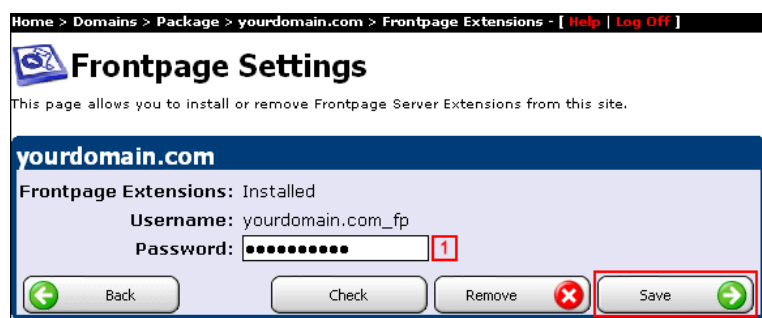 Home > Domains > Package > yourdomain.com > Frontpage Extensions - [ Help | Log Off ]
Frontpage Settings
This page allows you to install or remove Frontpage Server Extensions from this site.
yourdomain.com
Frontpage Extensions: Installed
Username: yourdomain.com_fp
Password: ●●●●●●●●●● 1
Back Check Remove Save